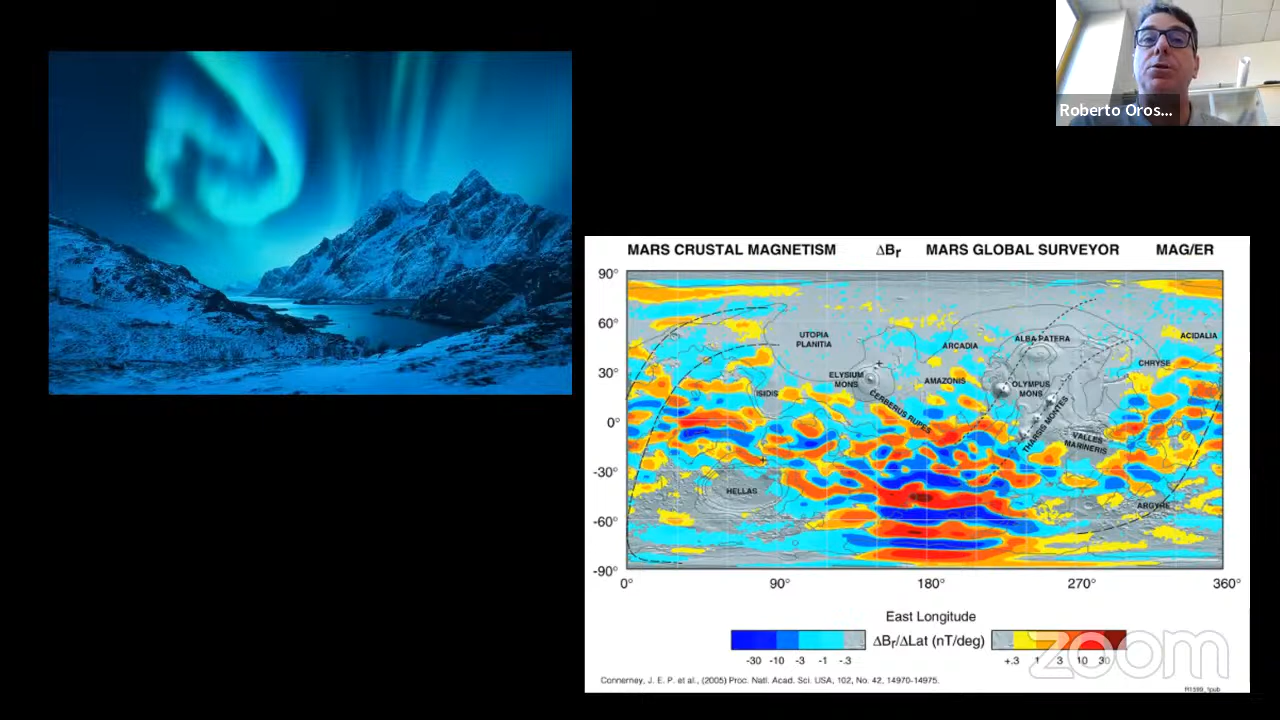 Roberto Oros...
MARS CRUSTAL MAGNETISM ΔBr MARS GLOBAL SURVEYOR MAG/ER
90°
60°
30°
0°
-30°
-60°
-90°
UTOPIA
PLANITIA
ARCADIA
ALBA PATERA
ACIDALIA
CHRYSE
ELYSIUM
MONS
AMAZONIS
OLYMPUS
MONS
ISIDIS
CERBERUS RUPES
THARSIS MONTES
VALLES
MARINERIS
HELLAS
ARGYRE
0° 90° 180° 270° 360°
East Longitude
ΔBr/ΔLat (nT/deg)
-30 -10 -3 -1 -.3 +.3 1 3 10 30
zoom
Connerney, J. E. P. et al., (2005) Proc. Natl. Acad. Sci. USA, 102, No. 42, 14970-14975.